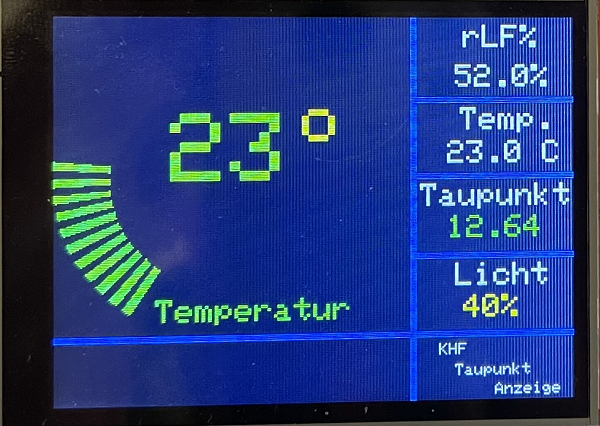 23°
Temperatur
rLF%
52.0%
Temp.
23.0 C
Taupunkt
12.64
Licht
40%
KHF
Taupunkt
Anzeige